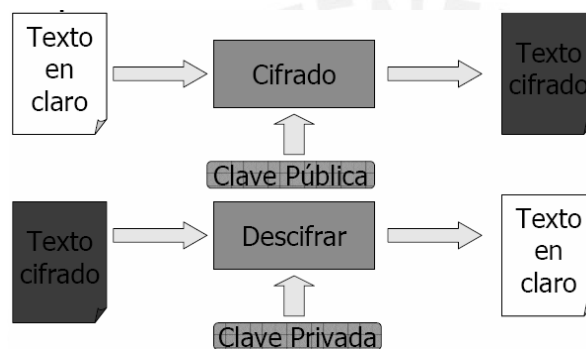 Texto
en
claro
Cifrado
Texto
cifrado
Clave Pública
Texto
cifrado
Descifrar
Texto
en
claro
Clave Privada